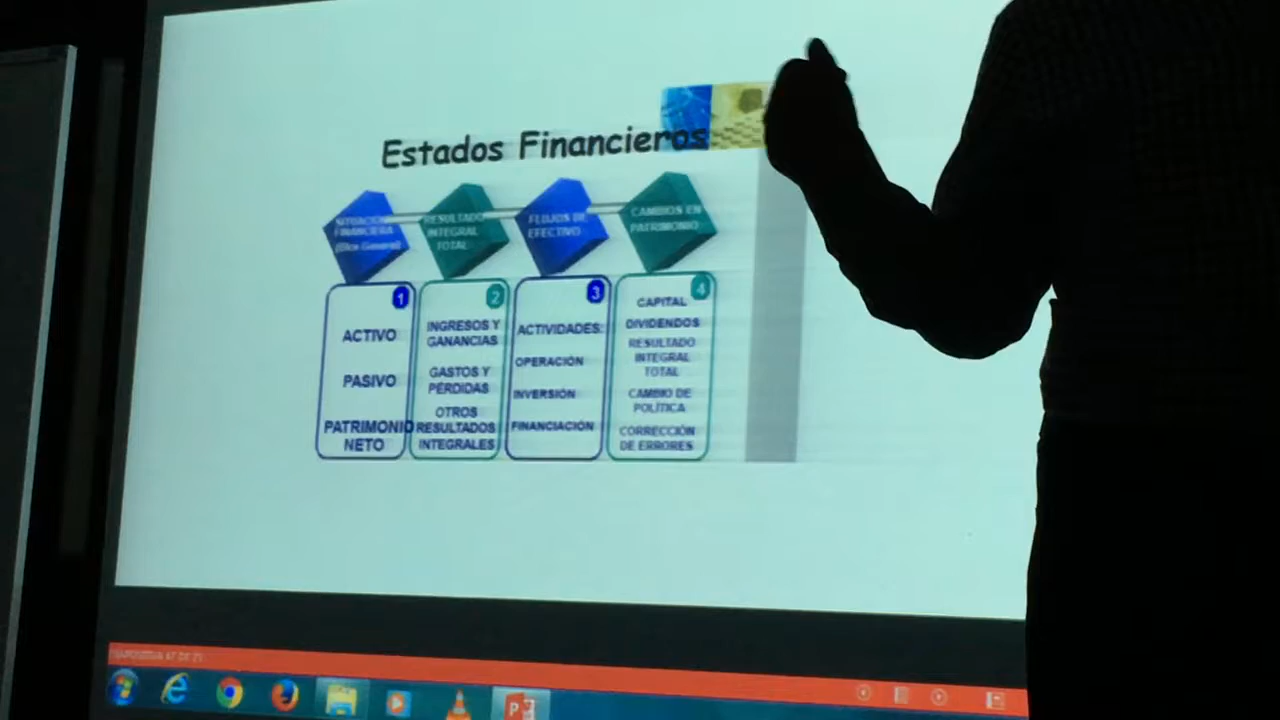 Estados Financieros
SITUACIÓN
FINANCIERA
RESULTADO
INTEGRAL
TOTAL
FLUJOS DE
EFECTIVO
CAMBIOS EN
PATRIMONIO
1
ACTIVO
PASIVO
PATRIMONIO
NETO
2
INGRESOS Y
GANANCIAS
GASTOS Y
PÉRDIDAS
OTROS
RESULTADOS
INTEGRALES
3
ACTIVIDADES:
OPERACIÓN
INVERSIÓN
FINANCIACIÓN
4
CAPITAL
DIVIDENDOS
RESULTADO
INTEGRAL
TOTAL
CAMBIO DE
POLÍTICA
CORRECCIÓN
DE ERRORES